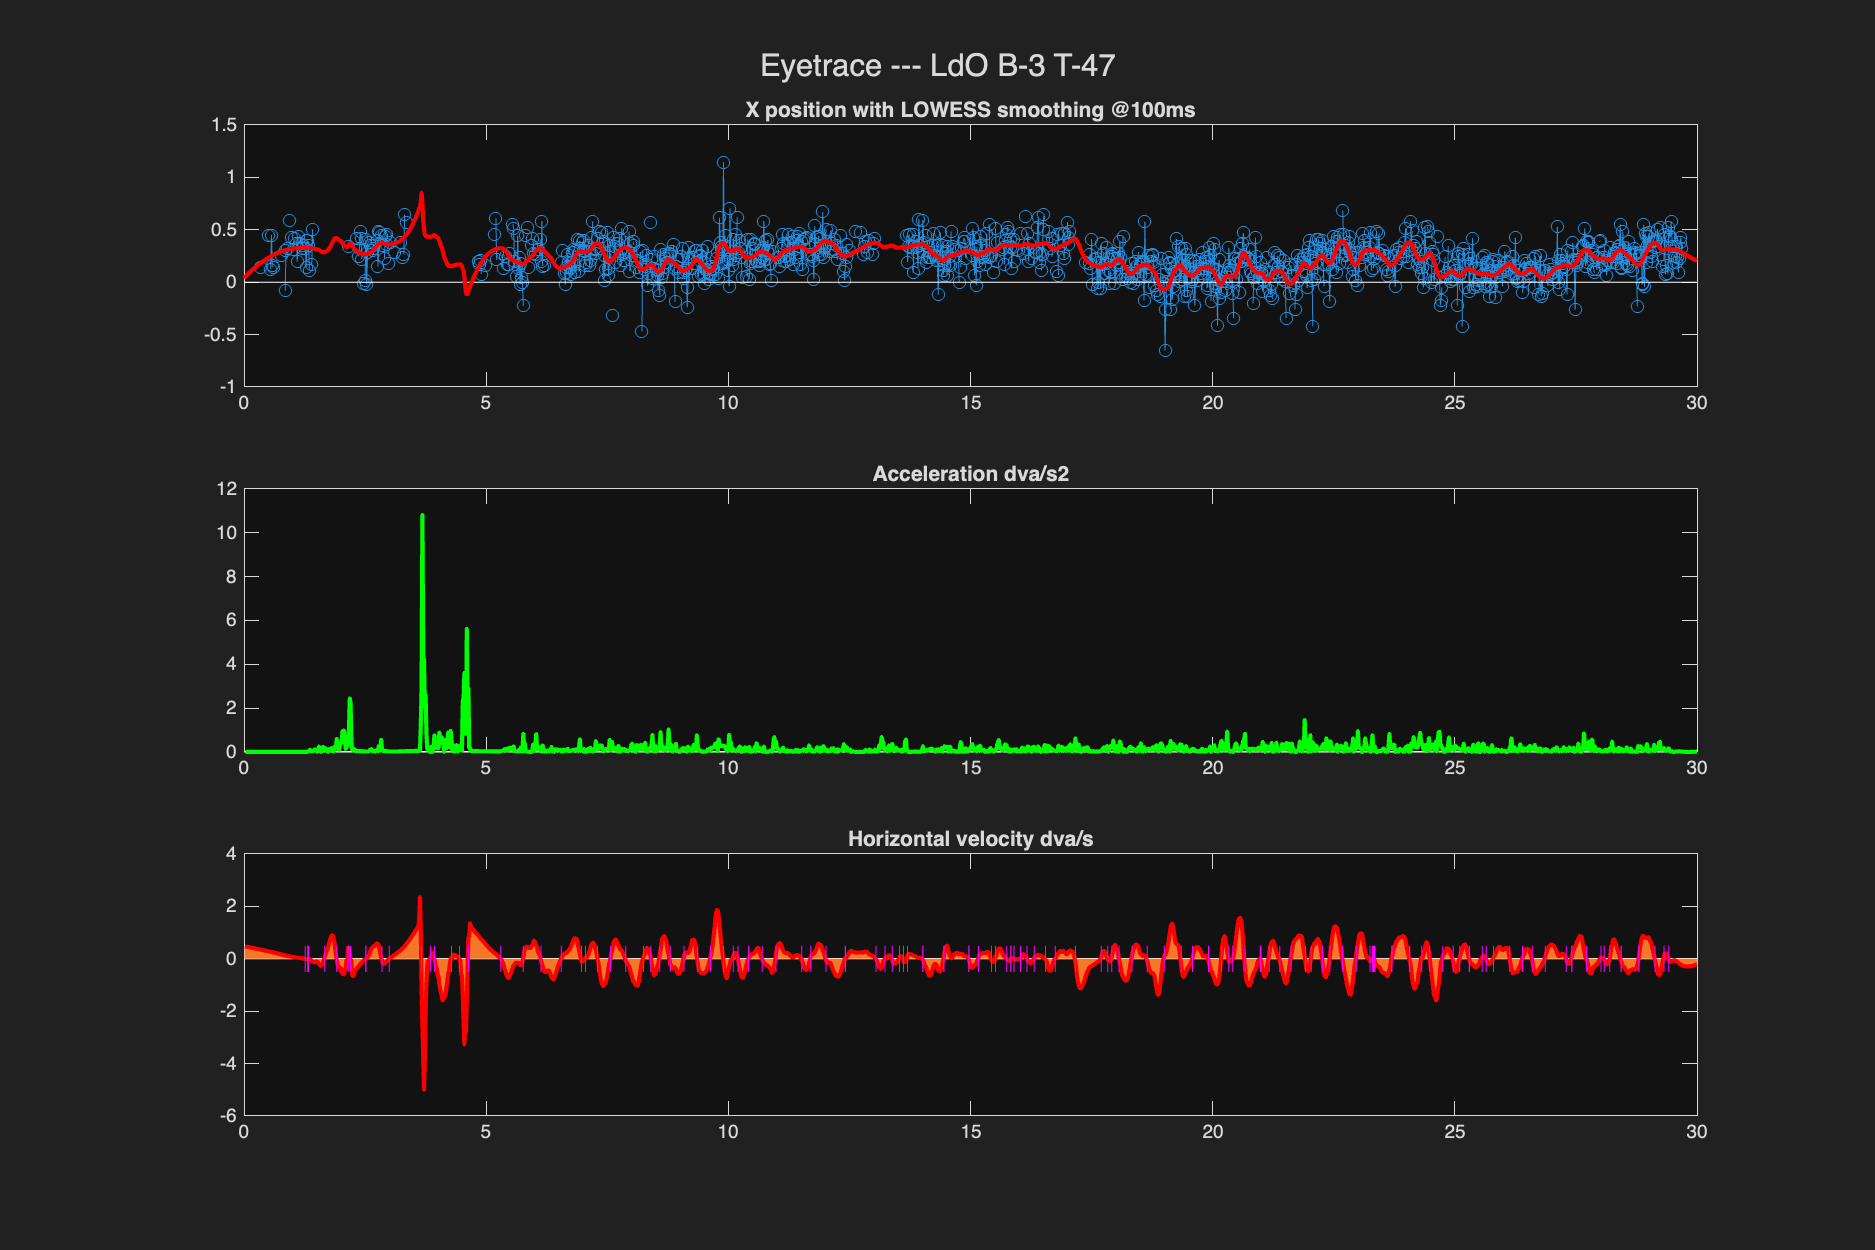 Eyetrace --- LdO B-3 T-47
X position with LOWESS smoothing @100ms
1.5
1
0.5
0
-0.5
-1
0 5 10 15 20 25 30
Acceleration dva/s2
12
10
8
6
4
2
0
0 5 10 15 20 25 30
Horizontal velocity dva/s
4
2
0
-2
-4
-6
0 5 10 15 20 25 30